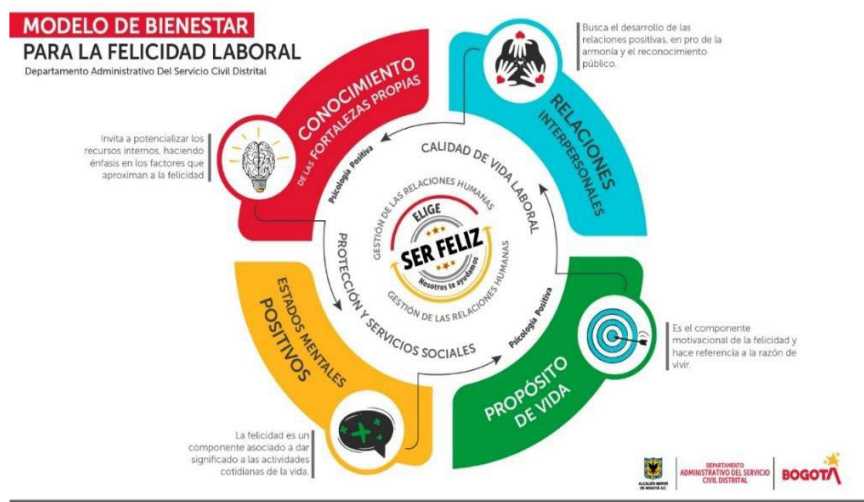 MODELO DE BIENESTAR
PARA LA FELICIDAD LABORAL
Departamento Administrativo Del Servicio Civil Distrital
CONOCIMIENTO
DE LAS FORTALEZAS PROPIAS
Invita a potencializar los
recursos internos, haciendo
énfasis en los factores que
aproximan a la felicidad
RELACIONES
INTERPERSONALES
Busca el desarrollo de las
relaciones positivas, en pro de la
armonía y el reconocimiento
público.
Psicología Positiva
CALIDAD DE VIDA LABORAL
GESTIÓN DE LAS RELACIONES HUMANAS
ELIGE
SER FELIZ
Nosotros te ayudamos
GESTIÓN DE LAS RELACIONES HUMANAS
PROTECCIÓN Y SERVICIOS SOCIALES
Psicología Positiva
ESTADOS MENTALES
POSITIVOS
La felicidad es un
componente asociado a dar
significado a las actividades
cotidianas de la vida.
PROPÓSITO
DE VIDA
Es el componente
motivacional de la felicidad y
hace referencia a la razón de
vivir.
ALCALDÍA MAYOR
DE BOGOTÁ D.C.
DEPARTAMENTO
ADMINISTRATIVO DEL SERVICIO
CIVIL DISTRITAL
BOGOTÁ